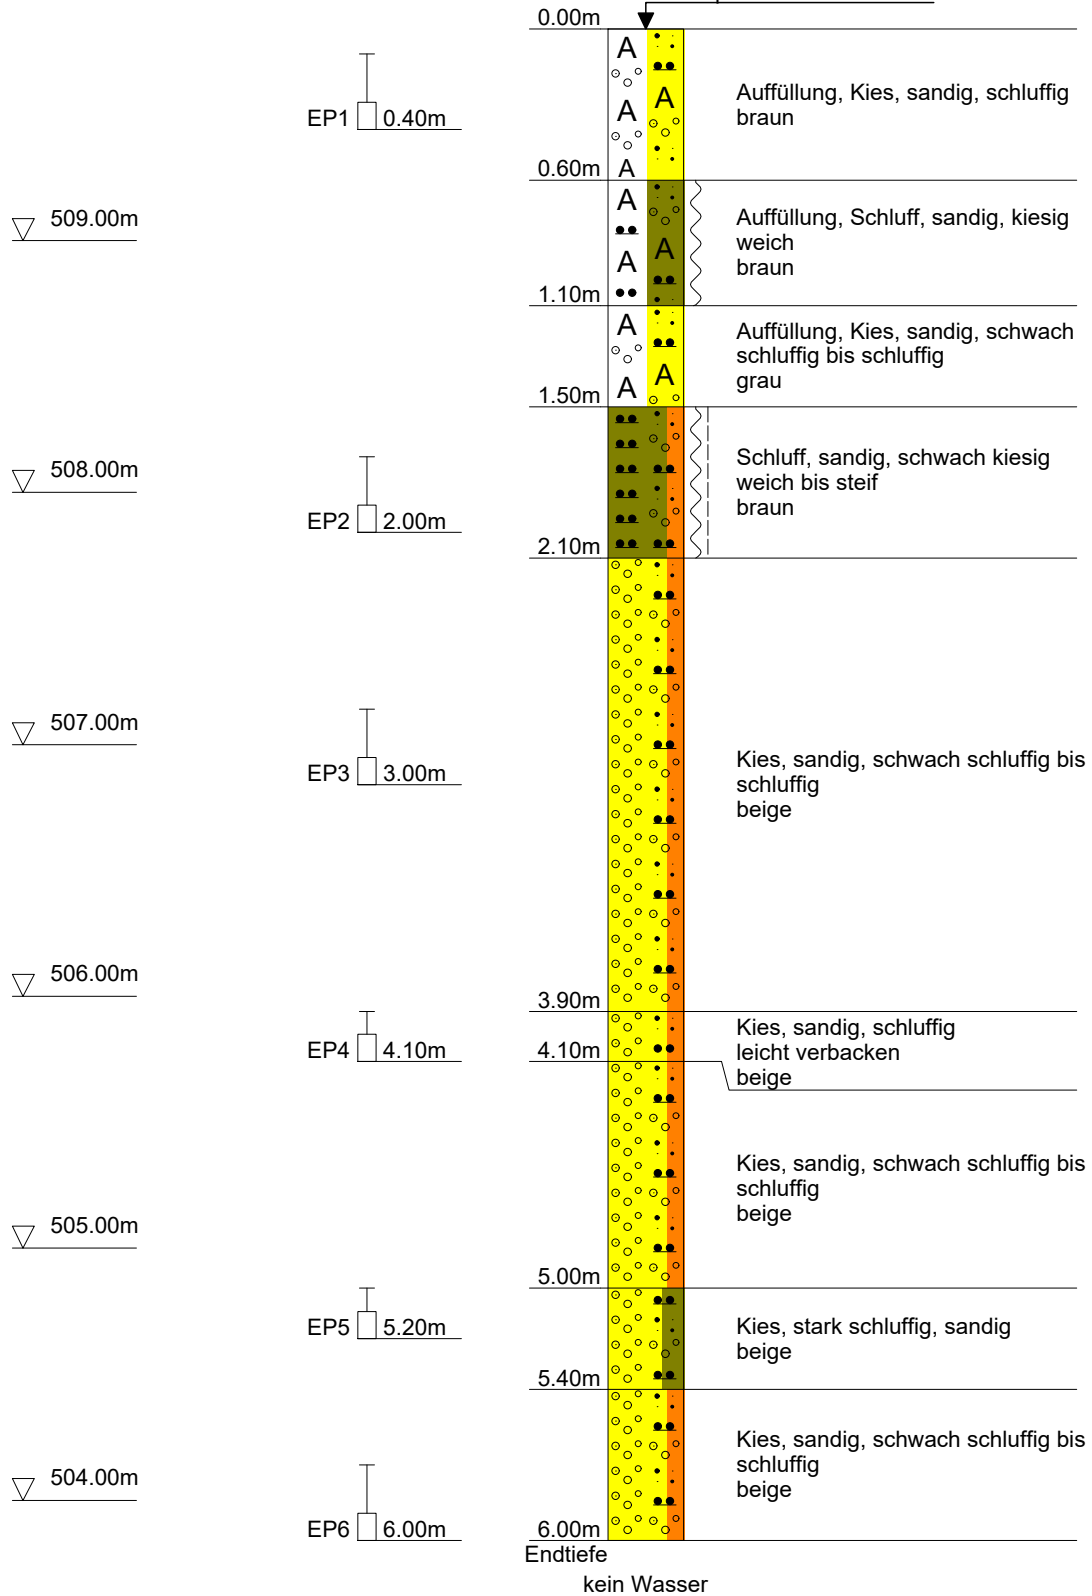 0.00m
A
A
A
A
EP1 0.40m
Auffüllung, Kies, sandig, schluffig
braun
0.60m
509.00m
A
A
A
Auffüllung, Schluff, sandig, kiesig
weich
braun
1.10m
A
A
A
Auffüllung, Kies, sandig, schwach
schluffig bis schluffig
grau
1.50m
508.00m
EP2 2.00m
Schluff, sandig, schwach kiesig
weich bis steif
braun
2.10m
507.00m
EP3 3.00m
Kies, sandig, schwach schluffig bis
schluffig
beige
506.00m
3.90m
EP4 4.10m
4.10m
Kies, sandig, schluffig
leicht verbacken
beige
505.00m
Kies, sandig, schwach schluffig bis
schluffig
beige
5.00m
EP5 5.20m
Kies, stark schluffig, sandig
beige
5.40m
504.00m
EP6 6.00m
Kies, sandig, schwach schluffig bis
schluffig
beige
6.00m
Endtiefe
kein Wasser